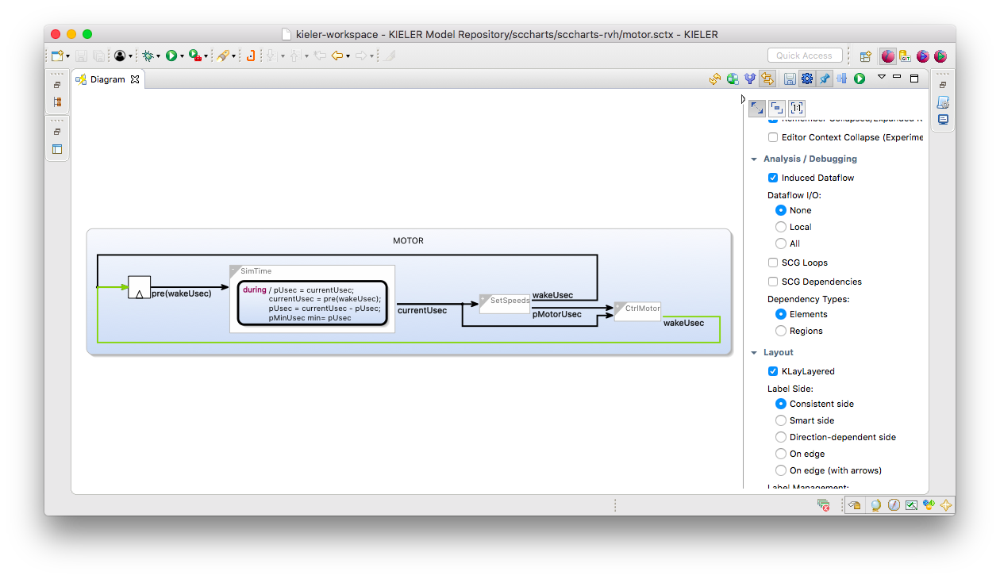 kieler-workspace - KIELER Model Repository/sccharts/sccharts-rvh/motor.sctx - KIELER
Quick Access
GIT
Diagram
Editor Context Collapse (Experime
Analysis / Debugging
Induced Dataflow
Dataflow I/O:
None
Local
All
SCG Loops
SCG Dependencies
Dependency Types:
Elements
Regions
Layout
KLayLayered
Label Side:
Consistent side
Smart side
Direction-dependent side
On edge
On edge (with arrows)
Label Management:
MOTOR
pre(wakeUsec)
SimTime
during / pUsec = currentUsec;
currentUsec = pre(wakeUsec);
pUsec = currentUsec - pUsec;
pMinUsec min= pUsec
currentUsec
SetSpeeds
wakeUsec
pMotorUsec
CtrlMotor
wakeUsec